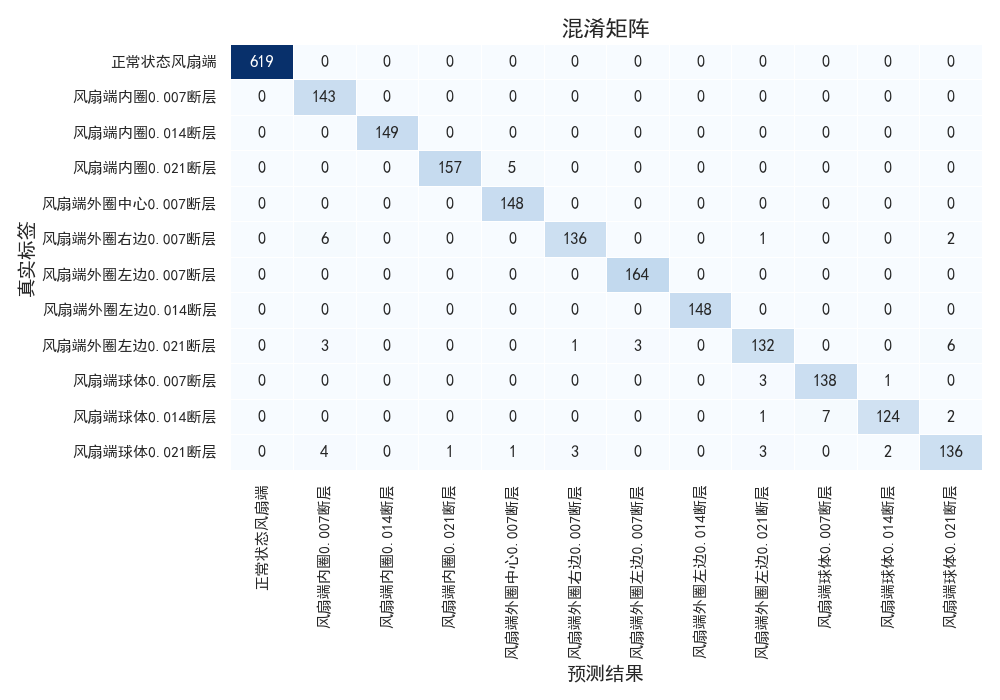 混淆矩阵
真实标签
正常状态风扇端 619 0 0 0 0 0 0 0 0 0 0 0
风扇端内圈0.007断层 0 143 0 0 0 0 0 0 0 0 0 0
风扇端内圈0.014断层 0 0 149 0 0 0 0 0 0 0 0 0
风扇端内圈0.021断层 0 0 0 157 5 0 0 0 0 0 0 0
风扇端外圈中心0.007断层 0 0 0 0 148 0 0 0 0 0 0 0
风扇端外圈右边0.007断层 0 6 0 0 0 136 0 0 1 0 0 2
风扇端外圈左边0.007断层 0 0 0 0 0 0 164 0 0 0 0 0
风扇端外圈左边0.014断层 0 0 0 0 0 0 0 148 0 0 0 0
风扇端外圈左边0.021断层 0 3 0 0 0 1 3 0 132 0 0 6
风扇端球体0.007断层 0 0 0 0 0 0 0 0 3 138 1 0
风扇端球体0.014断层 0 0 0 0 0 0 0 0 1 7 124 2
风扇端球体0.021断层 0 4 0 1 1 3 0 0 3 0 2 136
正常状态风扇端
风扇端内圈0.007断层
风扇端内圈0.014断层
风扇端内圈0.021断层
风扇端外圈中心0.007断层
风扇端外圈右边0.007断层
风扇端外圈左边0.007断层
风扇端外圈左边0.014断层
风扇端外圈左边0.021断层
风扇端球体0.007断层
风扇端球体0.014断层
风扇端球体0.021断层
预测结果